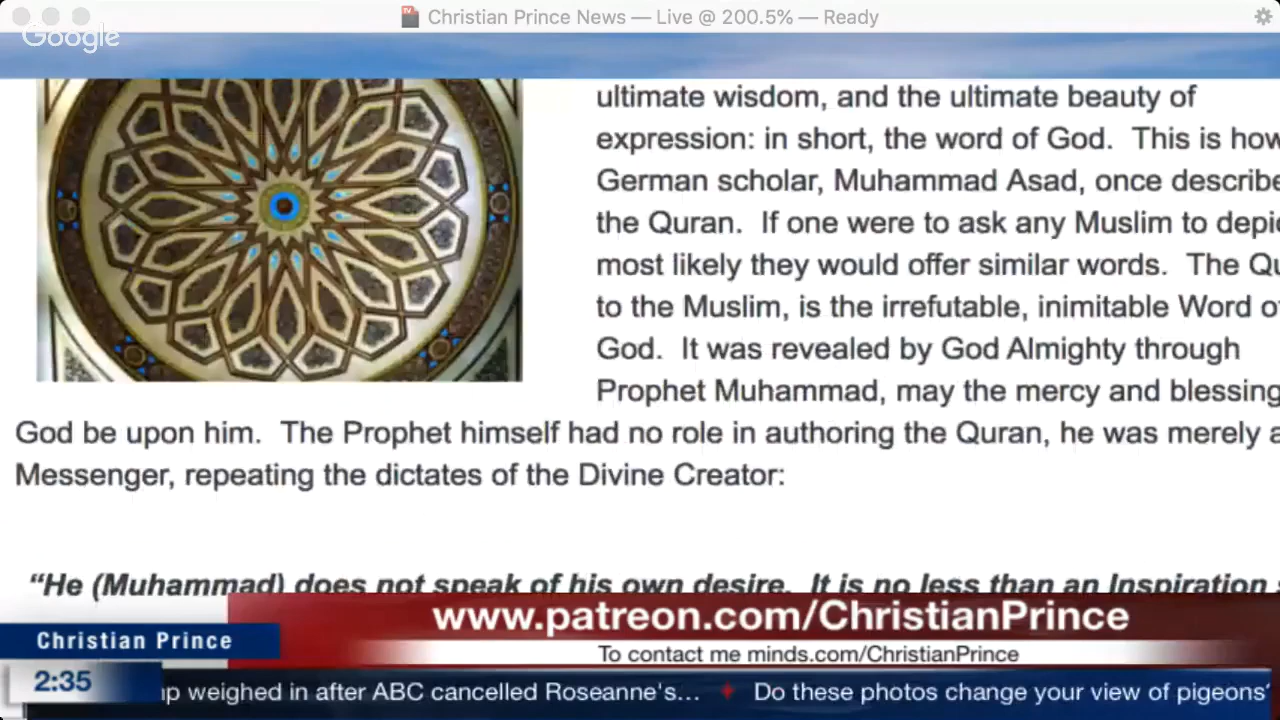 Christian Prince News — Live @ 200.5% — Ready
Google
ultimate wisdom, and the ultimate beauty of
expression: in short, the word of God. This is how
German scholar, Muhammad Asad, once describe
the Quran. If one were to ask any Muslim to depic
most likely they would offer similar words. The Qu
to the Muslim, is the irrefutable, inimitable Word o
God. It was revealed by God Almighty through
Prophet Muhammad, may the mercy and blessing
God be upon him. The Prophet himself had no role in authoring the Quran, he was merely a
Messenger, repeating the dictates of the Divine Creator:
“He (Muhammad) does not speak of his own desire. It is no less than an Inspiration
www.patreon.com/ChristianPrince
Christian Prince
To contact me minds.com/ChristianPrince
2:35
p weighed in after ABC cancelled Roseanne's... Do these photos change your view of pigeons